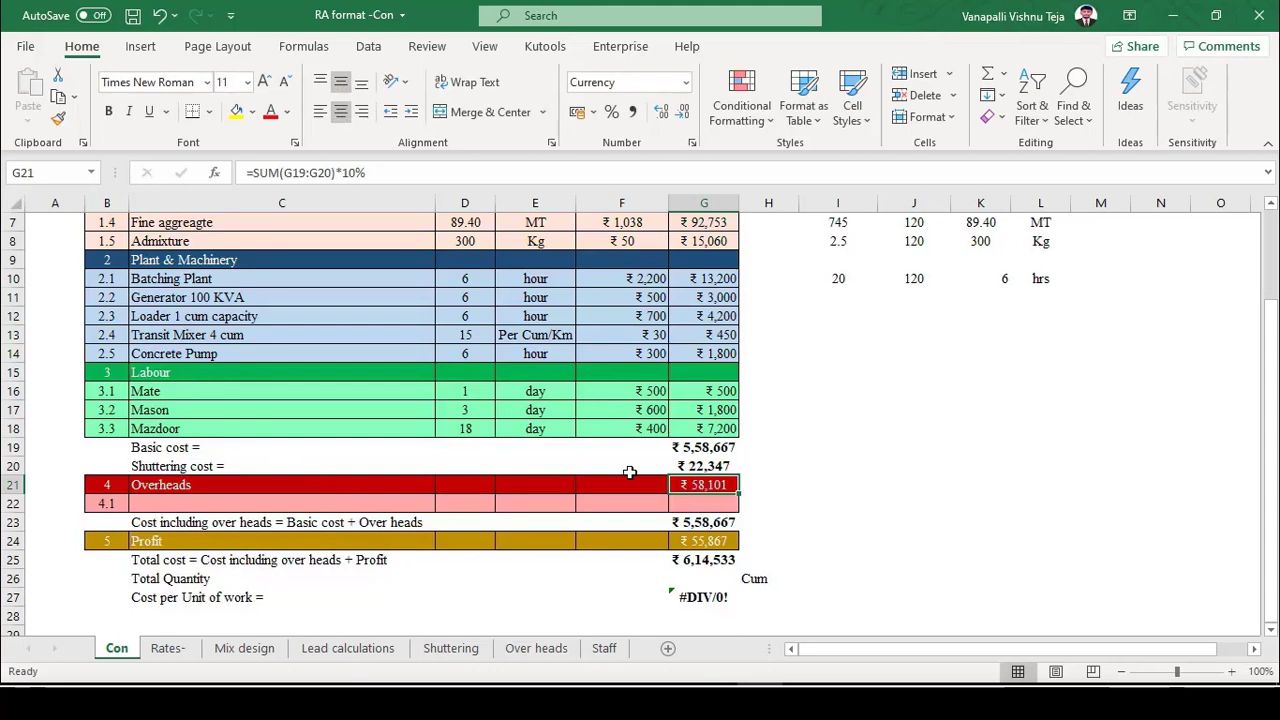 AutoSave Off RA format -Con Search Vanapalli Vishnu Teja
File Home Insert Page Layout Formulas Data Review View Kutools Enterprise Help Share Comments
Paste Times New Roman 11 A A Wrap Text Currency Conditional Formatting Format as Table Cell Styles Insert Delete Format Sort & Filter Find & Select Ideas Sensitivity
B I U A Merge & Center % ,
Clipboard Font Alignment Number Styles Cells Editing Ideas Sensitivity
G21 fx =SUM(G19:G20)*10%
A B C D E F G H I J K L M N O
7 1.4 Fine aggreagte 89.40 MT ₹ 1,038 ₹ 92,753 745 120 89.40 MT
8 1.5 Admixture 300 Kg ₹ 50 ₹ 15,060 2.5 120 300 Kg
9 2 Plant & Machinery
10 2.1 Batching Plant 6 hour ₹ 2,200 ₹ 13,200 20 120 6 hrs
11 2.2 Generator 100 KVA 6 hour ₹ 500 ₹ 3,000
12 2.3 Loader 1 cum capacity 6 hour ₹ 700 ₹ 4,200
13 2.4 Transit Mixer 4 cum 15 Per Cum/Km ₹ 30 ₹ 450
14 2.5 Concrete Pump 6 hour ₹ 300 ₹ 1,800
15 3 Labour
16 3.1 Mate 1 day ₹ 500 ₹ 500
17 3.2 Mason 3 day ₹ 600 ₹ 1,800
18 3.3 Mazdoor 18 day ₹ 400 ₹ 7,200
19 Basic cost = ₹ 5,58,667
20 Shuttering cost = ₹ 22,347
21 4 Overheads ₹ 58,101
22 4.1
23 Cost including over heads = Basic cost + Over heads ₹ 5,58,667
24 5 Profit ₹ 55,867
25 Total cost = Cost including over heads + Profit ₹ 6,14,533
26 Total Quantity Cum
27 Cost per Unit of work = #DIV/0!
28
29
Con Rates- Mix design Lead calculations Shuttering Over heads Staff
Ready 100%